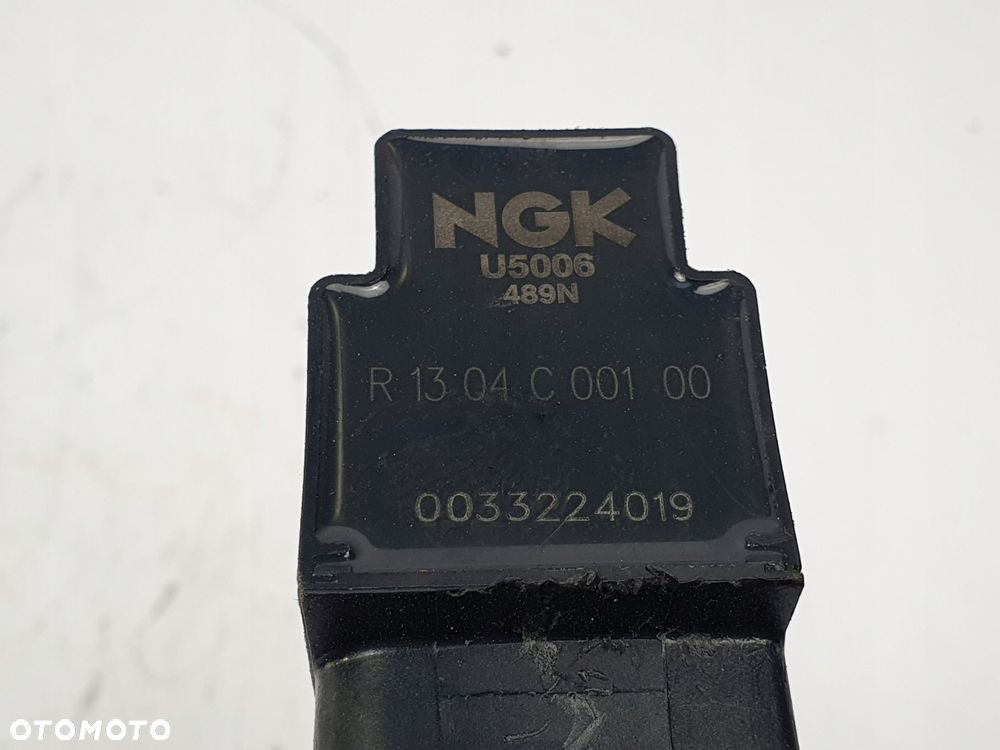 NGK
U5006
489N
R 13 04 C 001 00
0033224019
OTOMOTO